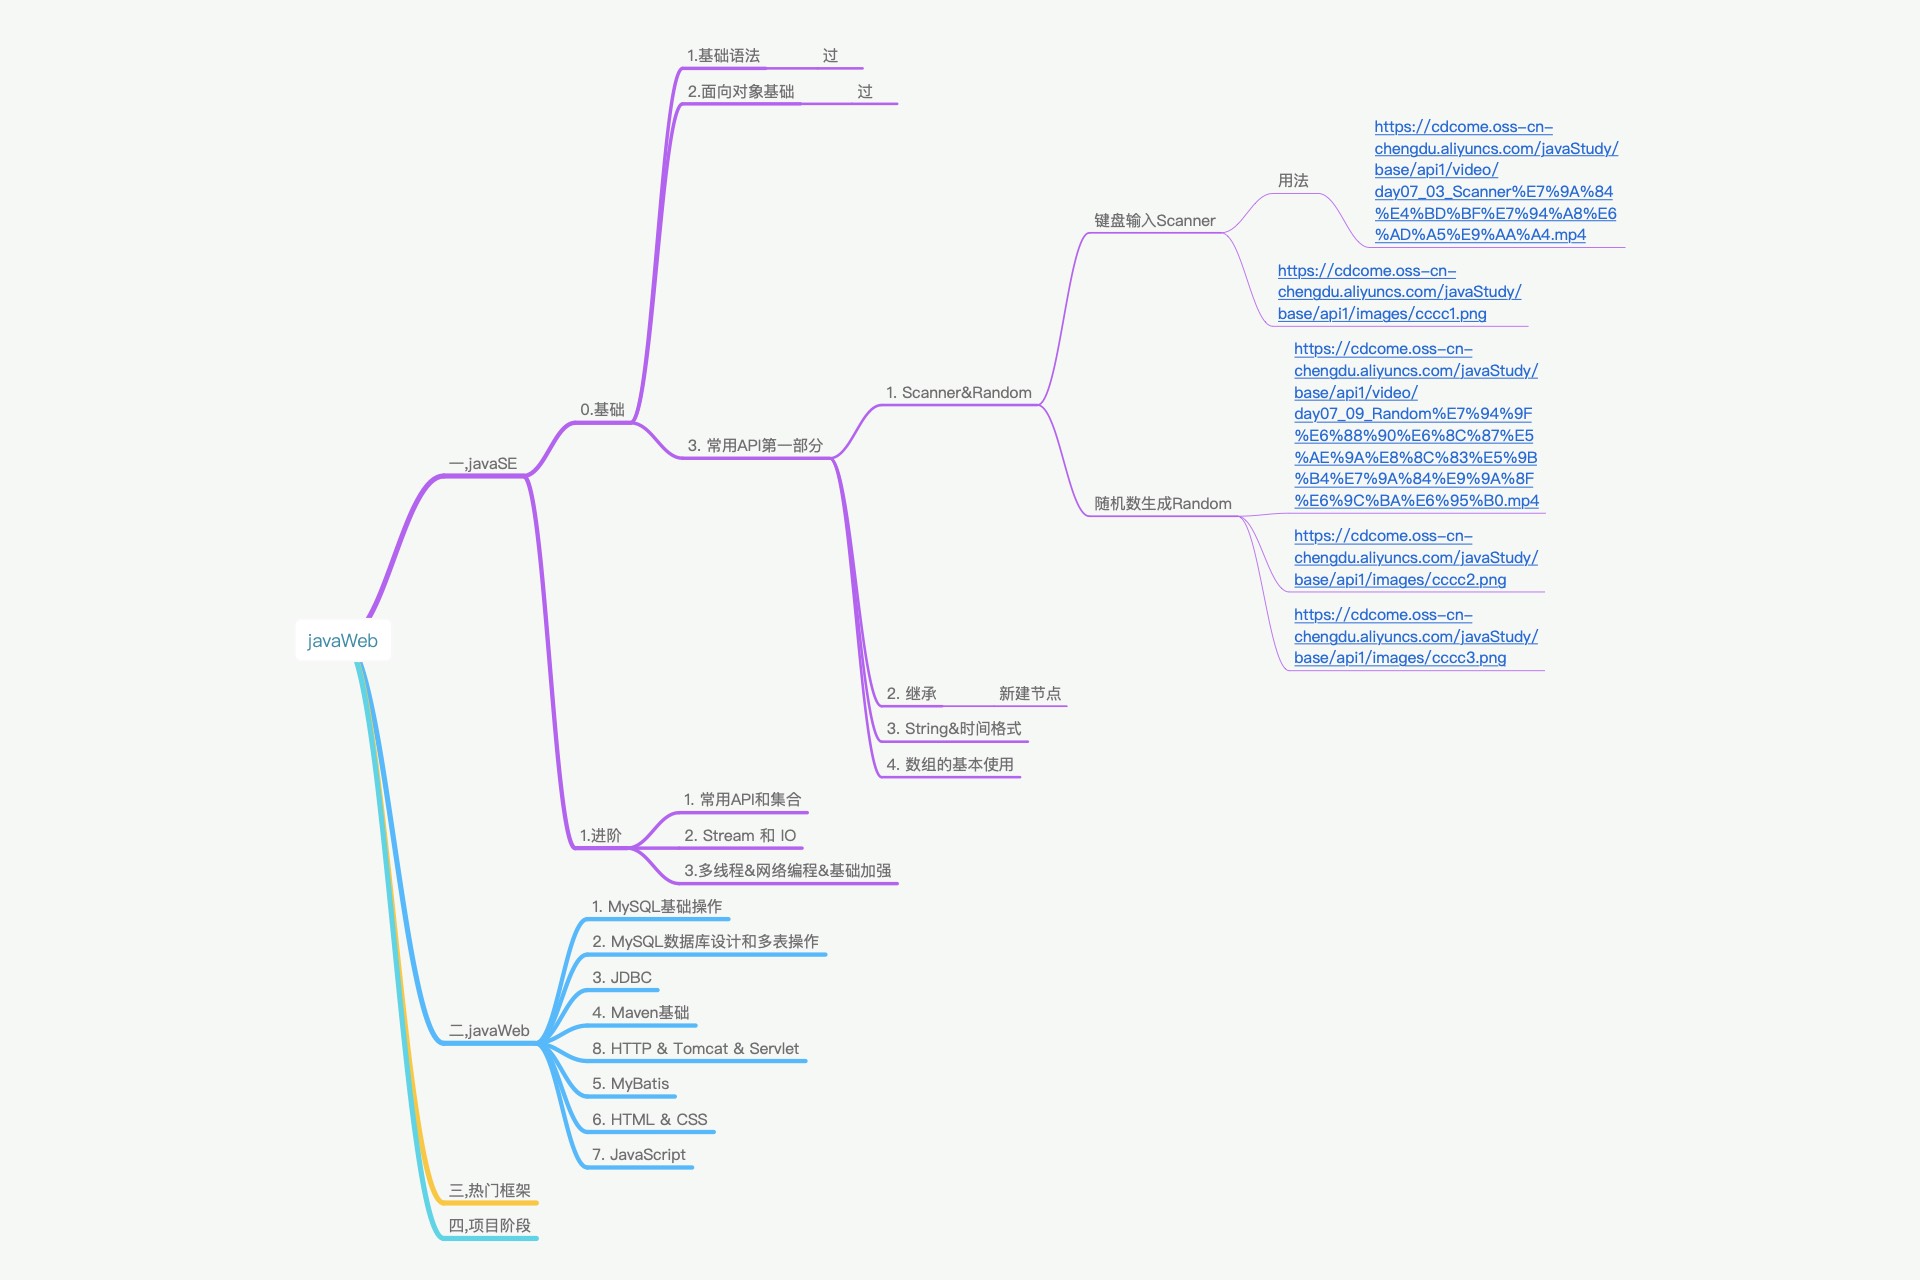 javaWeb
一,javaSE
0.基础
1.基础语法
过
2.面向对象基础
过
3. 常用API第一部分
1. Scanner&Random
键盘输入Scanner
用法
https://cdcome.oss-cn-
chengdu.aliyuncs.com/javaStudy/
base/api1/video/
day07_03_Scanner%E7%9A%84
%E4%BD%BF%E7%94%A8%E6
%AD%A5%E9%AA%A4.mp4
https://cdcome.oss-cn-
chengdu.aliyuncs.com/javaStudy/
base/api1/images/cccc1.png
随机数生成Random
https://cdcome.oss-cn-
chengdu.aliyuncs.com/javaStudy/
base/api1/video/
day07_09_Random%E7%94%9F
%E6%88%90%E6%8C%87%E5
%AE%9A%E8%8C%83%E5%9B
%B4%E7%9A%84%E9%9A%8F
%E6%9C%BA%E6%95%B0.mp4
https://cdcome.oss-cn-
chengdu.aliyuncs.com/javaStudy/
base/api1/images/cccc2.png
https://cdcome.oss-cn-
chengdu.aliyuncs.com/javaStudy/
base/api1/images/cccc3.png
2. 继承
新建节点
3. String&时间格式
4. 数组的基本使用
1.进阶
1. 常用API和集合
2. Stream 和 IO
3.多线程&网络编程&基础加强
二,javaWeb
1. MySQL基础操作
2. MySQL数据库设计和多表操作
3. JDBC
4. Maven基础
8. HTTP & Tomcat & Servlet
5. MyBatis
6. HTML & CSS
7. JavaScript
三,热门框架
四,项目阶段